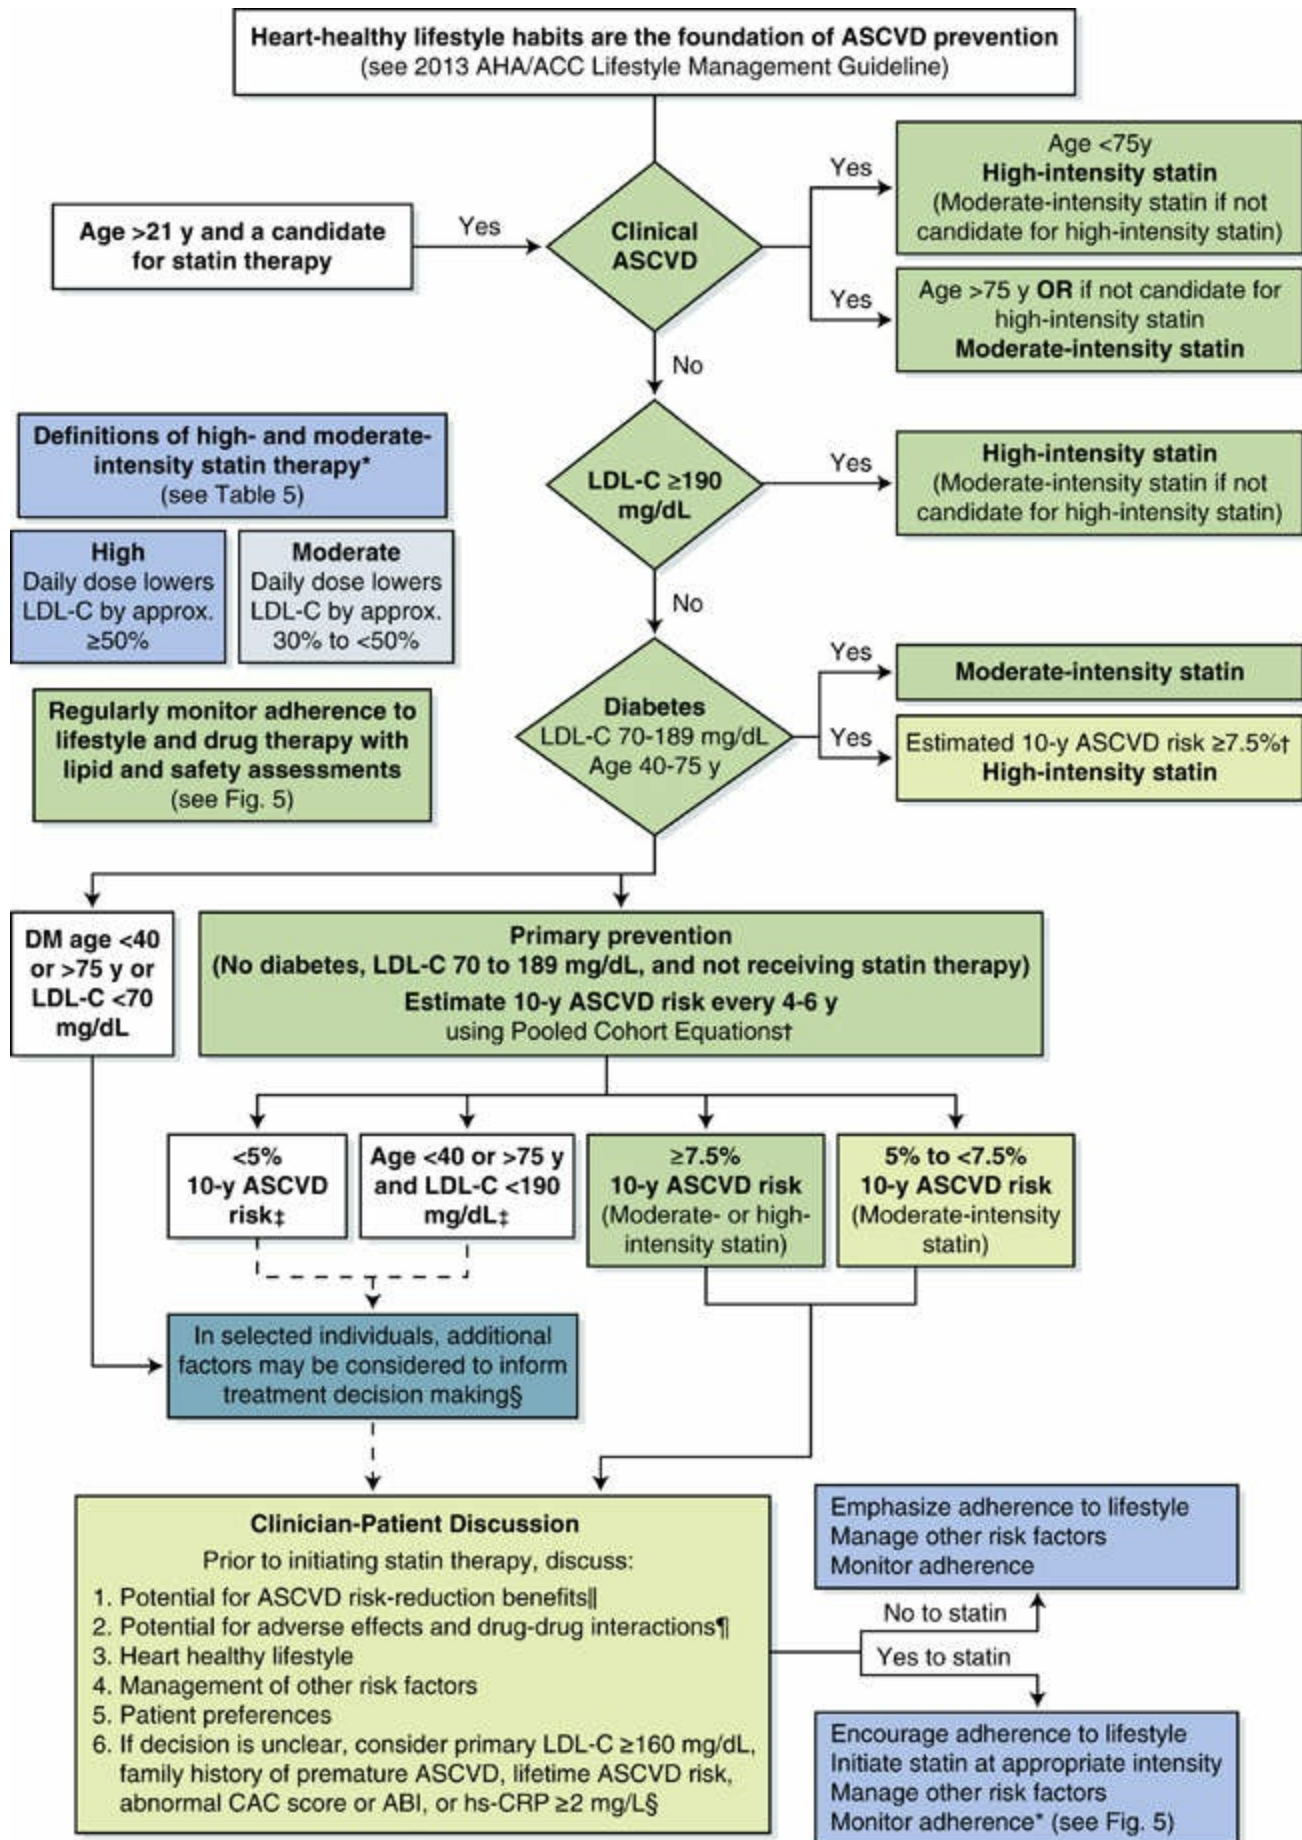 Heart-healthy lifestyle habits are the foundation of ASCVD prevention
(see 2013 AHA/ACC Lifestyle Management Guideline)
Age >21 y and a candidate
for statin therapy
Yes
Clinical
ASCVD
Yes
Age <75y
High-intensity statin
(Moderate-intensity statin if not
candidate for high-intensity statin)
Yes
Age >75 y OR if not candidate for
high-intensity statin
Moderate-intensity statin
No
Definitions of high- and moderate-
intensity statin therapy*
(see Table 5)
High
Daily dose lowers
LDL-C by approx.
≥50%
Moderate
Daily dose lowers
LDL-C by approx.
30% to <50%
LDL-C ≥190
mg/dL
Yes
High-intensity statin
(Moderate-intensity statin if not
candidate for high-intensity statin)
No
Regularly monitor adherence to
lifestyle and drug therapy with
lipid and safety assessments
(see Fig. 5)
Diabetes
LDL-C 70-189 mg/dL
Age 40-75 y
Yes
Moderate-intensity statin
Yes
Estimated 10-y ASCVD risk ≥7.5%†
High-intensity statin
DM age <40
or >75 y or
LDL-C <70
mg/dL
Primary prevention
(No diabetes, LDL-C 70 to 189 mg/dL, and not receiving statin therapy)
Estimate 10-y ASCVD risk every 4-6 y
using Pooled Cohort Equations†
<5%
10-y ASCVD
risk‡
Age <40 or >75 y
and LDL-C <190
mg/dL‡
≥7.5%
10-y ASCVD risk
(Moderate- or high-
intensity statin)
5% to <7.5%
10-y ASCVD risk
(Moderate-intensity
statin)
In selected individuals, additional
factors may be considered to inform
treatment decision making§
Clinician-Patient Discussion
Prior to initiating statin therapy, discuss:
1. Potential for ASCVD risk-reduction benefits‖
2. Potential for adverse effects and drug-drug interactions¶
3. Heart healthy lifestyle
4. Management of other risk factors
5. Patient preferences
6. If decision is unclear, consider primary LDL-C ≥160 mg/dL,
family history of premature ASCVD, lifetime ASCVD risk,
abnormal CAC score or ABI, or hs-CRP ≥2 mg/L§
Emphasize adherence to lifestyle
Manage other risk factors
Monitor adherence
No to statin
Yes to statin
Encourage adherence to lifestyle
Initiate statin at appropriate intensity
Manage other risk factors
Monitor adherence* (see Fig. 5)